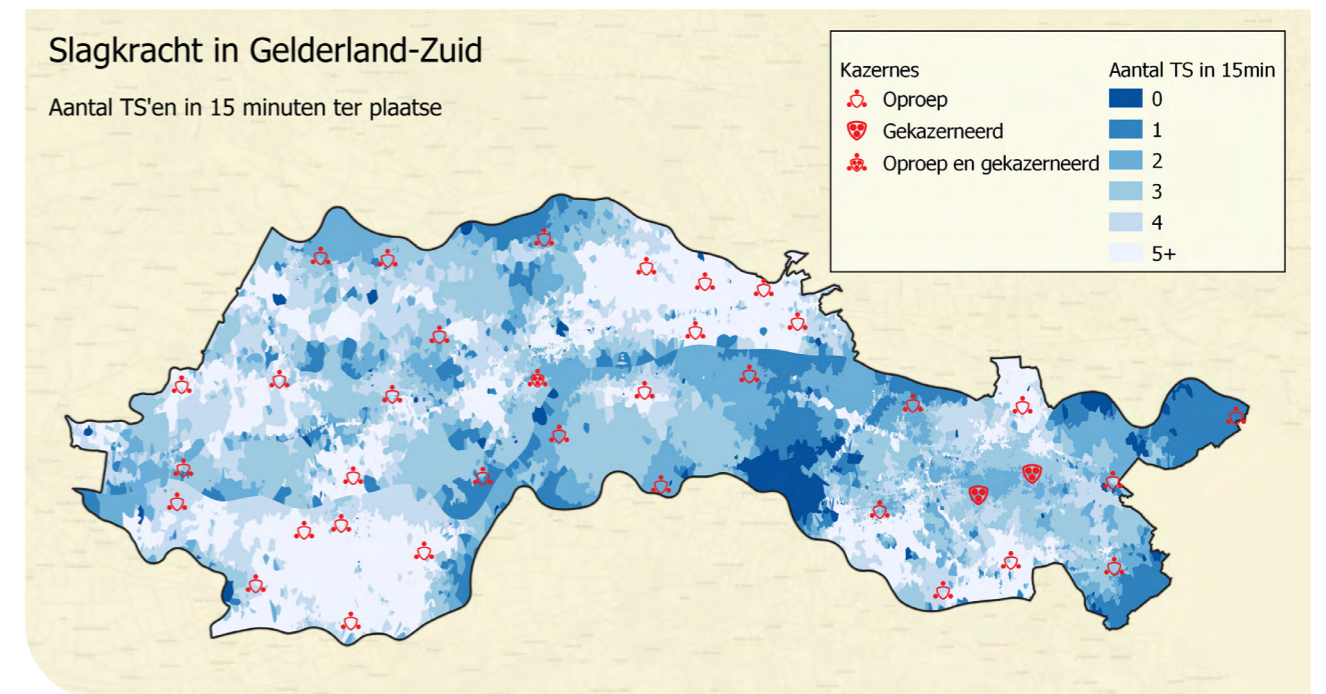 Slagkracht in Gelderland-Zuid
Aantal TS'en in 15 minuten ter plaatse
Kazernes
Oproep
Gekazerneerd
Oproep en gekazerneerd
Aantal TS in 15min
0
1
2
3
4
5+